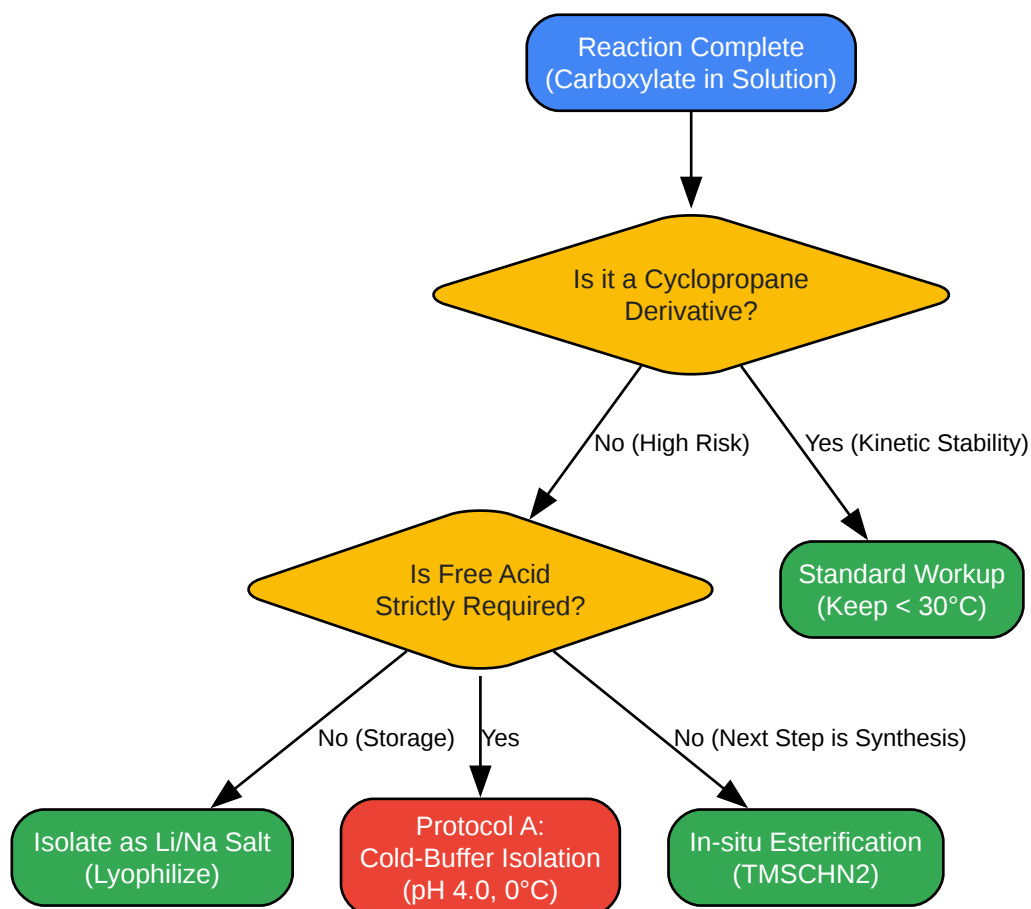 Reaction Complete
(Carboxylate in Solution)
Is it a Cyclopropane
Derivative?
No (High Risk)
Yes (Kinetic Stability)
Is Free Acid
Strictly Required?
Standard Workup
(Keep < 30°C)
No (Storage)
Yes
No (Next Step is Synthesis)
Isolate as Li/Na Salt
(Lyophilize)
Protocol A:
Cold-Buffer Isolation
(pH 4.0, 0°C)
In-situ Esterification
(TMSCHN2)